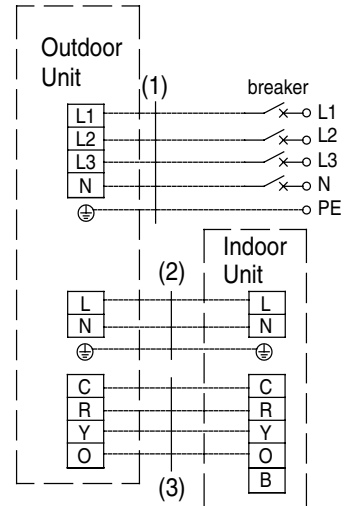 Outdoor
Unit
(1)
breaker
L1 L1
L2 L2
L3 L3
N N
PE
Indoor
Unit
(2)
L L
N N
C C
R R
Y Y
O O
B
(3)